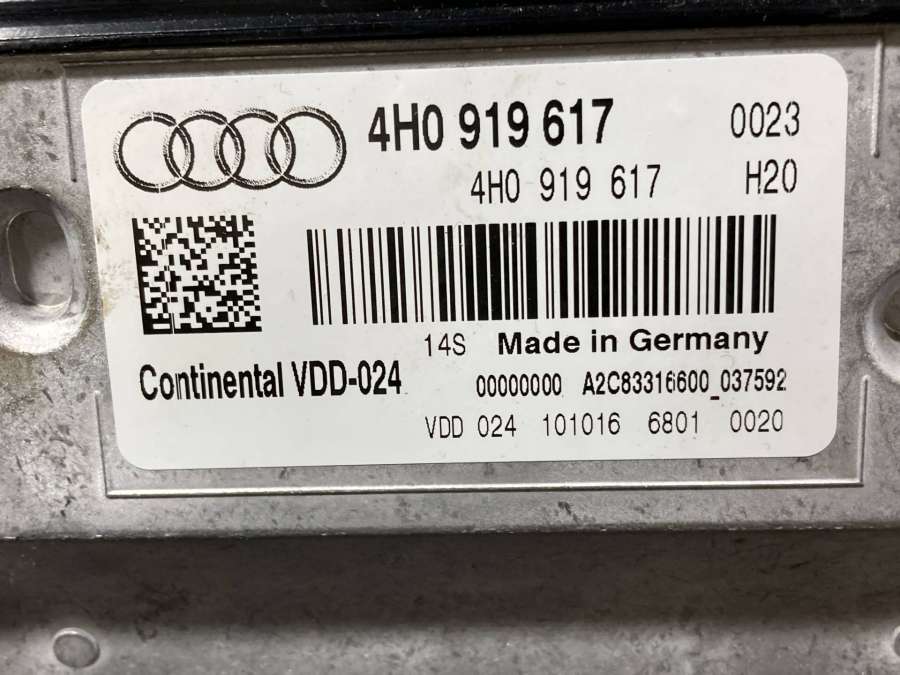 4H0 919 617 0023
4H0 919 617 H20
14S Made in Germany
Continental VDD-024 00000000 A2C83316600_037592
VDD 024 101016 6801 0020